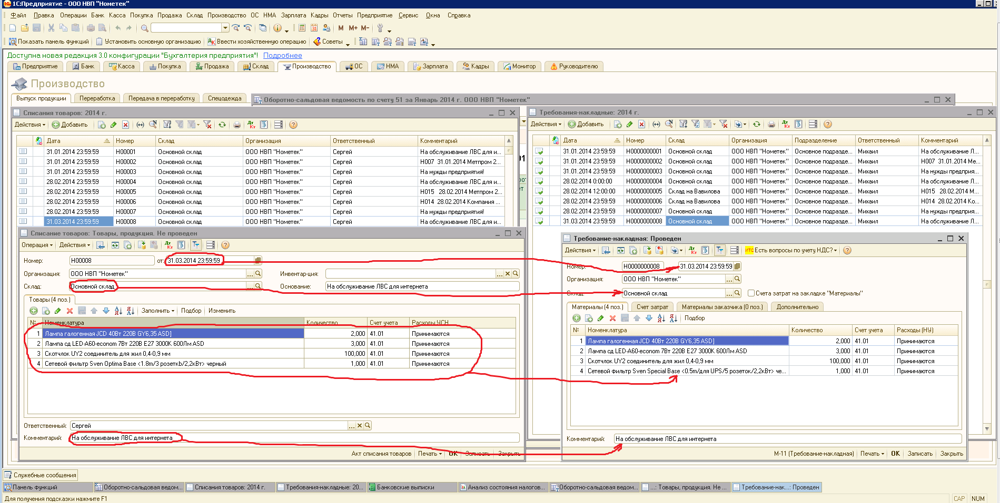 1С:Предприятие - ООО НВП "Нометек"
Файл Правка Операции Банк Касса Покупка Продажа Склад Производство ОС НМА Зарплата Кадры Отчеты Предприятие Сервис Окна Справка
M M+ M-
Показать панель функций Установить основную организацию Ввести хозяйственную операцию Советы
Доступна новая редакция 3.0 конфигурации "Бухгалтерия предприятия"! Подробнее
Предприятие Банк Касса Покупка Продажа Склад Производство ОС НМА Зарплата Кадры Монитор Руководителю
Производство
Выпуск продукции Переработка Передача в переработку Спецодежда
Оборотно-сальдовая ведомость по счету 51 за Январь 2014 г. ООО НВП "Нометек"
Списания товаров: 2014 г.
Действия Добавить
Дата Номер Склад Организация Ответственный Комментарий
31.01.2014 23:59:59 Н00001 Основной склад ООО НВП "Нометек" Сергей На обслуживание ЛВС для и...
31.01.2014 23:59:59 Н00002 Основной склад ООО НВП "Нометек" Сергей Н007 31.01.2014 Метпром 2...
31.01.2014 23:59:59 Н00003 Основной склад ООО НВП "Нометек" Сергей На нужды предприятия!
28.02.2014 23:59:59 Н00004 Основной склад ООО НВП "Нометек" Сергей На обслуживание ЛВС для и...
28.02.2014 23:59:59 Н00005 Основной склад ООО НВП "Нометек" Сергей Н015 28.02.2014 Метпром 2...
28.02.2014 23:59:59 Н00006 Основной склад ООО НВП "Нометек" Сергей Н014 28.02.2014 Компания ...
28.02.2014 23:59:59 Н00007 Основной склад ООО НВП "Нометек" Сергей На нужды предприятия!
31.03.2014 23:59:59 Н00008 Основной склад ООО НВП "Нометек" Сергей На обслуживание ЛВС для и...
Требования-накладные: 2014 г.
Действия Добавить
Дата Номер Склад Организация Подразделение Ответственный Комментарий
31.01.2014 23:59:59 Н0000000001 Основной склад ООО НВП "Нометек" Основное подразде... Михаил На обслуживание Л...
31.01.2014 23:59:59 Н0000000002 Основной склад ООО НВП "Нометек" Основное подразде... Михаил Н007 31.01.2014 Ме...
31.01.2014 23:59:59 Н0000000003 Основной склад ООО НВП "Нометек" Основное подразде... Михаил На нужды предприя...
28.02.2014 0:00:00 Н0000000004 Основной склад ООО НВП "Нометек" Основное подразде... Михаил На обслуживание Л...
28.02.2014 12:00:00 Н0000000005 Склад на Вавилова ООО НВП "Нометек" Основное подразде... Михаил Н015 28.02.2014 М...
28.02.2014 23:59:59 Н0000000006 Склад на Вавилова ООО НВП "Нометек" Основное подразде... Михаил Н014 28.02.2014 Ко...
28.02.2014 23:59:59 Н0000000007 Основной склад ООО НВП "Нометек" Основное подразде... Михаил На нужды предприя...
31.03.2014 23:59:59 Н0000000008 Основной склад ООО НВП "Нометек" Основное подразде... Михаил На обслуживание Л...
Списание товаров: Товары, продукция. Не проведен
Операция Действия
Номер: Н00008 от: 31.03.2014 23:59:59
Организация: ООО НВП "Нометек" Инвентар-ция:
Склад: Основной склад Основание: На обслуживание ЛВС для интернета
Товары (4 поз.)
Заполнить Подбор Изменить
№ Номенклатура Количество Счет учета Расходы УСН
1 Лампа галогенная JCD 40Вт 220В GY6,35 ASD] 2,000 41.01 Принимаются
2 Лампа сд LED-A60-econom 7Вт 220В E27 3000К 600Лм ASD 3,000 41.01 Принимаются
3 Скотчлок UY2 соединитель для жил 0,4-0,9 мм 100,000 41.01 Принимаются
4 Сетевой фильтр Sven Optima Base <1.8m/3 розеткb/2,2кВт> черный 1,000 41.01 Принимаются
Ответственный: Сергей
Комментарий: На обслуживание ЛВС для интернета
Акт списания товаров Печать ОК Записать Закрыть
Требование-накладная: Проведен
Действия ИТС Есть вопросы по учету НДС?
Номер: Н0000000008 31.03.2014 23:59:59
Организация: ООО НВП "Нометек"
Склад: Основной склад Счета затрат на закладке "Материалы"
Материалы (4 поз.) Счет затрат Материалы заказчика (0 поз.) Дополнительно
Подбор
№ Номенклатура Количество Счет учета Расходы (НУ)
1 Лампа галогенная JCD 40Вт 220В GY6,35 ASD] 2,000 41.01 Принимаются
2 Лампа сд LED-A60-econom 7Вт 220В E27 3000К 600Лм ASD 3,000 41.01 Принимаются
3 Скотчлок UY2 соединитель для жил 0,4-0,9 мм 100,000 41.01 Принимаются
4 Сетевой фильтр Sven Special Base <0.5m/для UPS/5 розеток/2,2кВт> че... 1,000 41.01 Принимаются
Комментарий: На обслуживание ЛВС для интернета
М-11 (Требование-накладная) Печать ОК Записать Закрыть
Служебные сообщения
Панель функций Оборотно-сальдовая ведом... Списания товаров: 2014 г. Требования-накладные: 20... Банковские выписки Анализ состояния налогов... Оборотно-сальдовая ведом... ...: Товары, продукция. Не ... Требование-нак...: Проведен
Для получения подсказки нажмите F1 CAP NUM